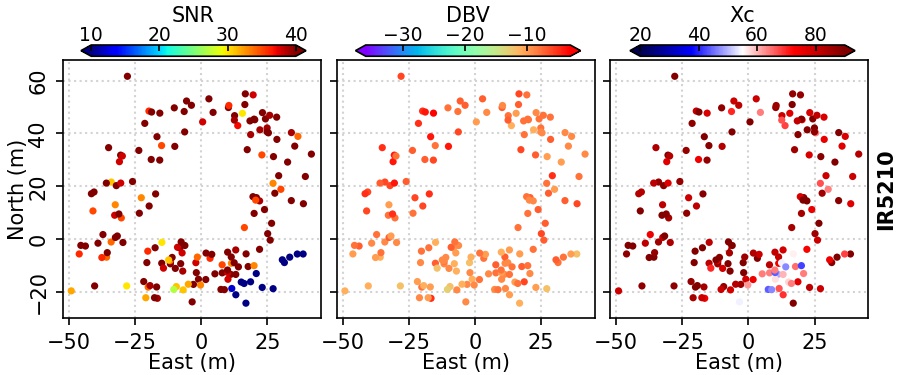 SNR DBV Xc
10 20 30 40 −30 −20 −10 20 40 60 80
60
40
20
0
−20
North (m)
IR5210
−50 −25 0 25 −50 −25 0 25 −50 −25 0 25
East (m) East (m) East (m)